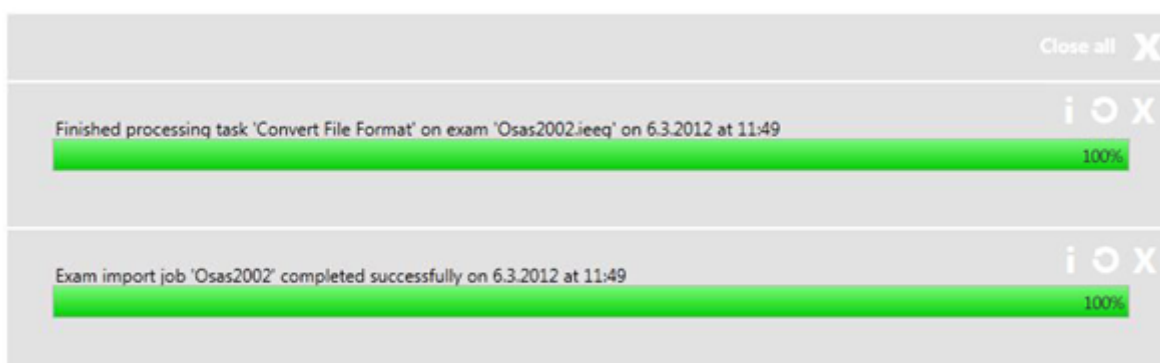 Close all X
i X
Finished processing task 'Convert File Format' on exam 'Osas2002.ieeg' on 6.3.2012 at 11:49
100%
i X
Exam import job 'Osas2002' completed successfully on 6.3.2012 at 11:49
100%